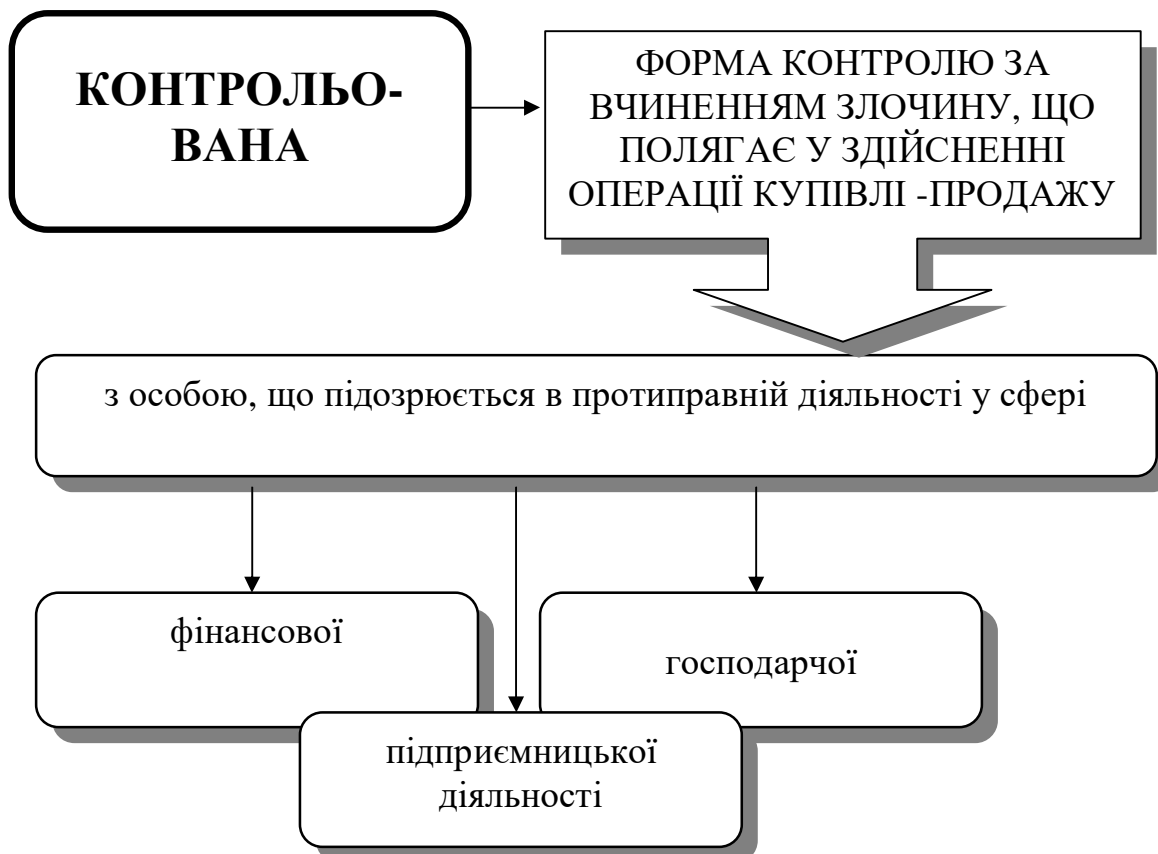 КОНТРОЛЬО-
ВАНА
ФОРМА КОНТРОЛЮ ЗА
ВЧИНЕННЯМ ЗЛОЧИНУ, ЩО
ПОЛЯГАЄ У ЗДІЙСНЕННІ
ОПЕРАЦІЇ КУПІВЛІ -ПРОДАЖУ
з особою, що підозрюється в протиправній діяльності у сфері
фінансової
господарчої
підприємницької
діяльності